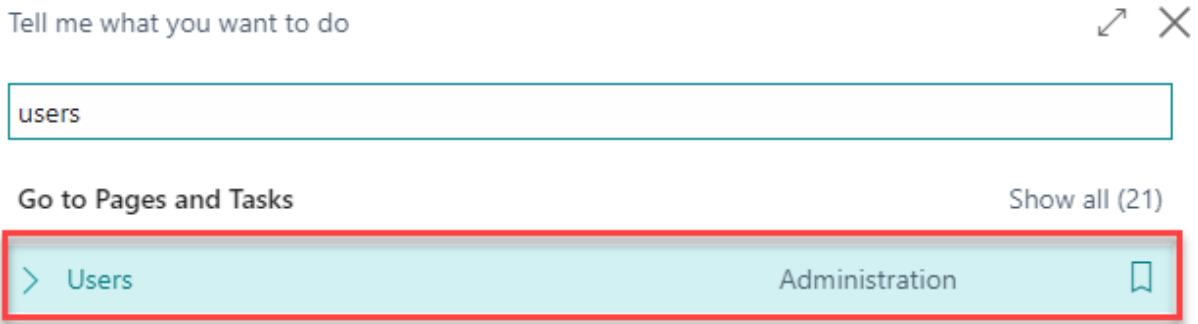 Tell me what you want to do
users
Go to Pages and Tasks Show all (21)
Users Administration